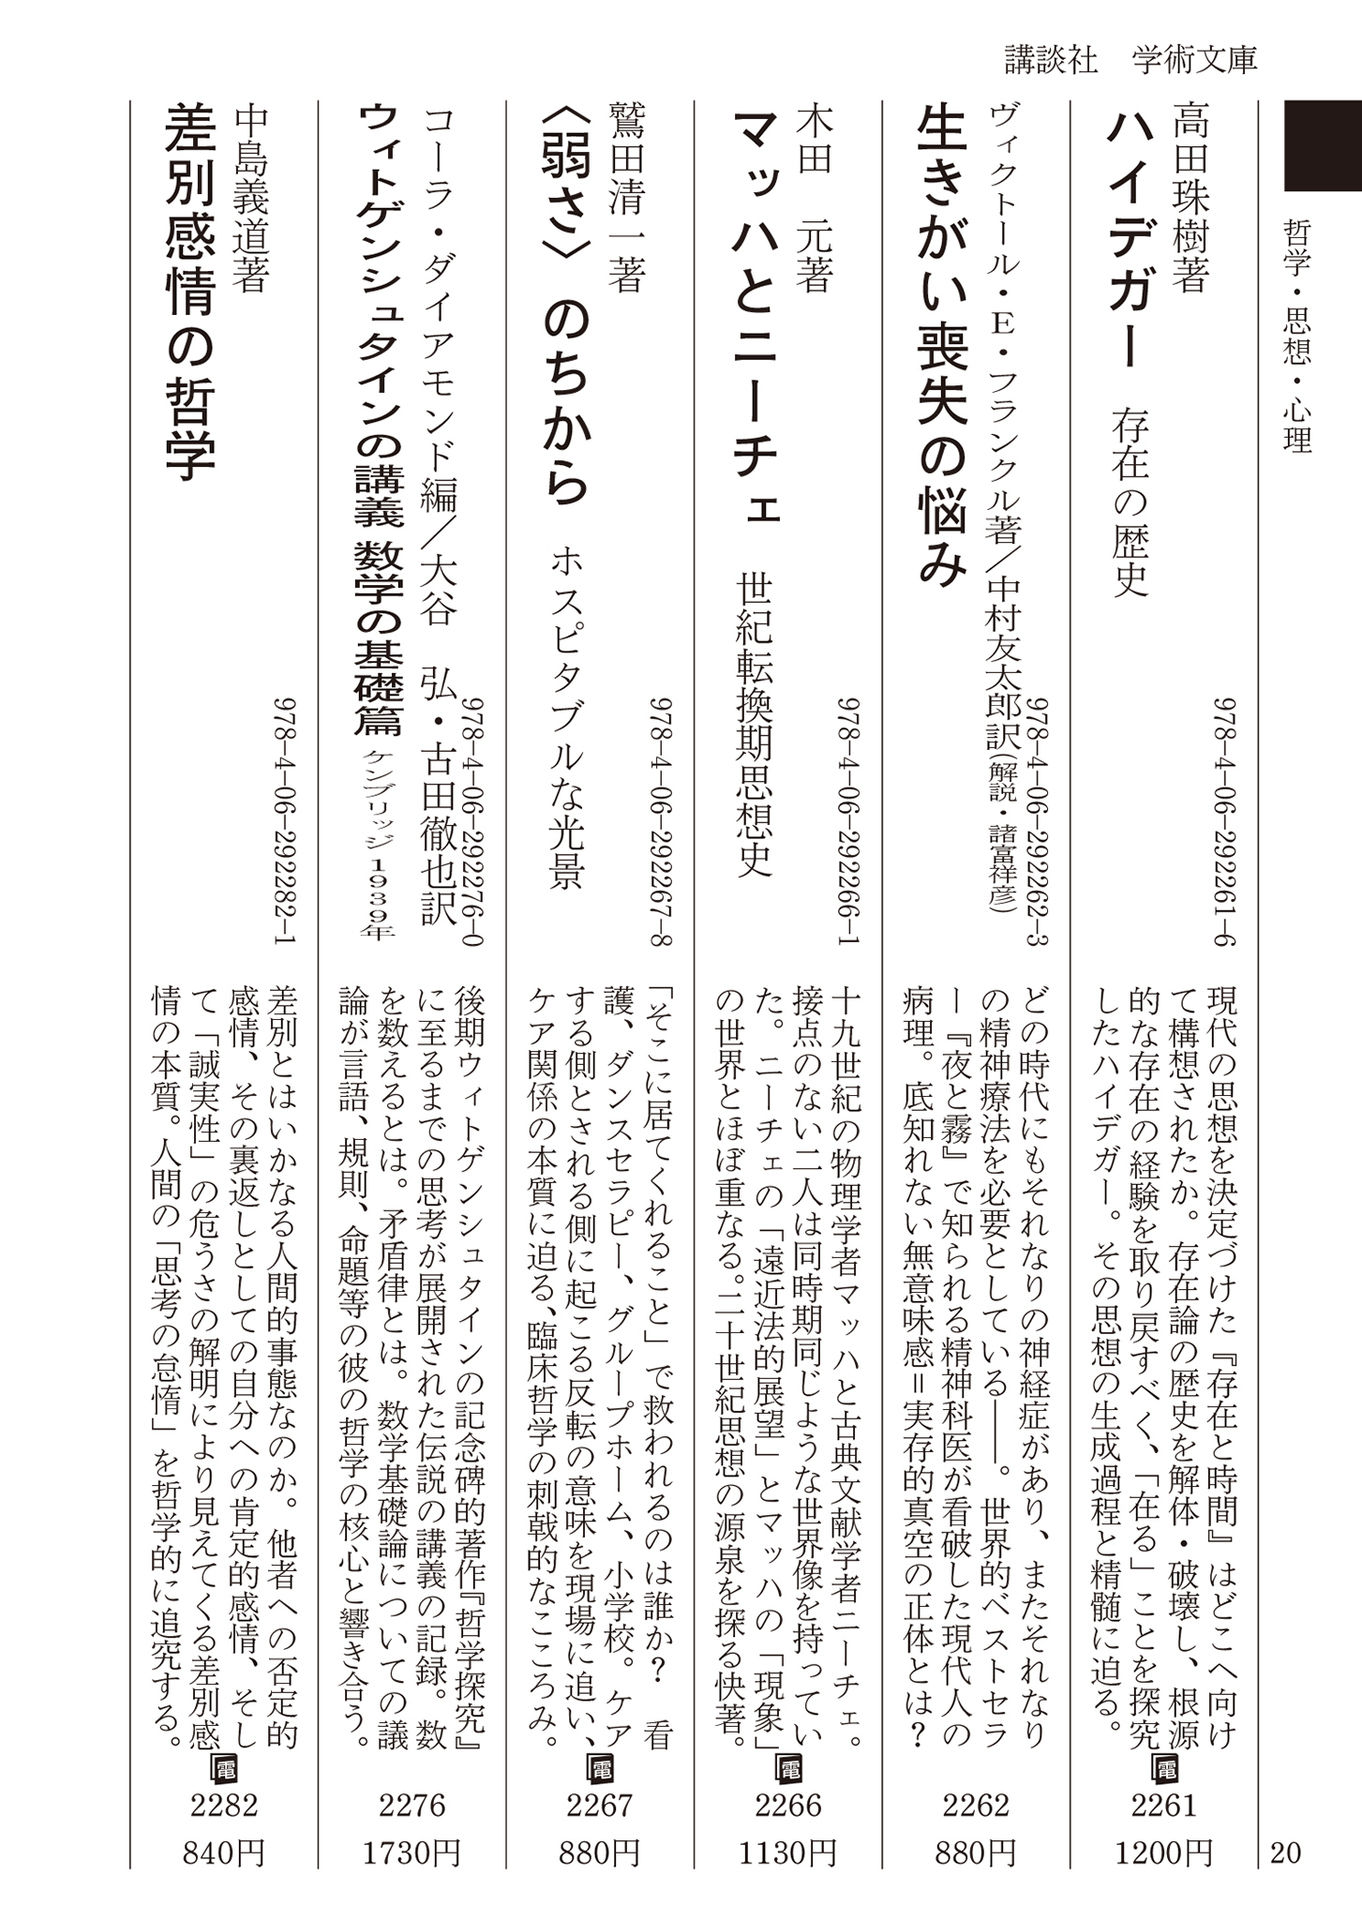 講談社　学術文庫
哲学・思想・心理
高田珠樹著
ハイデガー　存在の歴史
978-4-06-292261-6
現代の思想を決定づけた『存在と時間』はどこへ向け
て構想されたか。存在論の歴史を解体・破壊し、根源
的な存在の経験を取り戻すべく、「在る」ことを探究
したハイデガー。その思想の生成過程と精髄に迫る。
電
2261
1200円
ヴィクトール・E・フランクル著／中村友太郎訳（解説・諸富祥彦）
生きがい喪失の悩み
978-4-06-292262-3
どの時代にもそれなりの神経症があり、またそれなり
の精神療法を必要としている――。世界的ベストセラ
ー『夜と霧』で知られる精神科医が看破した現代人の
病理。底知れない無意味感＝実存的真空の正体とは？
2262
880円
木田　元著
マッハとニーチェ　世紀転換期思想史
978-4-06-292266-1
十九世紀の物理学者マッハと古典文献学者ニーチェ。
接点のない二人は同時期同じような世界像を持ってい
た。ニーチェの「遠近法的展望」とマッハの「現象」
の世界とほぼ重なる。二十世紀思想の源泉を探る快著。
電
2266
1130円
鷲田清一著
〈弱さ〉のちから　ホスピタブルな光景
978-4-06-292267-8
「そこに居てくれること」で救われるのは誰か？　看
護、ダンスセラピー、グループホーム、小学校。ケア
する側とされる側に起こる反転の意味を現場に追い、
ケア関係の本質に迫る、臨床哲学の刺戟的なこころみ。
電
2267
880円
コーラ・ダイアモンド編／大谷　弘・古田徹也訳
ウィトゲンシュタインの講義 数学の基礎篇　ケンブリッジ　1939年
978-4-06-292276-0
後期ウィトゲンシュタインの記念碑的著作『哲学探究』
に至るまでの思考が展開された伝説の講義の記録。数
を数えるとは。矛盾律とは。数学基礎論についての議
論が言語、規則、命題等の彼の哲学の核心と響き合う。
2276
1730円
中島義道著
差別感情の哲学
978-4-06-292282-1
差別とはいかなる人間的事態なのか。他者への否定的
感情、その裏返しとしての自分への肯定的感情、そし
て「誠実性」の危うさの解明により見えてくる差別感
情の本質。人間の「思考の怠惰」を哲学的に追究する。
電
2282
840円
20